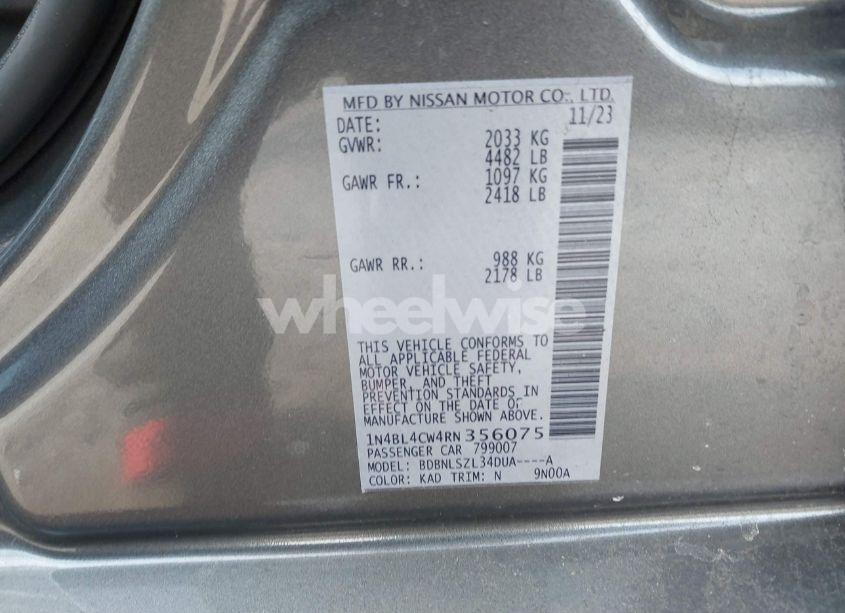 MFD BY NISSAN MOTOR CO., LTD.
DATE: 11/23
GVWR: 2033 KG
4482 LB
GAWR FR.: 1097 KG
2418 LB
GAWR RR.: 988 KG
2178 LB
wheelwise
THIS VEHICLE CONFORMS TO
ALL APPLICABLE FEDERAL
MOTOR VEHICLE SAFETY,
BUMPER, AND THEFT
PREVENTION STANDARDS IN
EFFECT ON THE DATE OF
MANUFACTURE SHOWN ABOVE.
1N4BL4CW4RN356075
PASSENGER CAR 799007
MODEL: BDBNLSZL34DUA----A
COLOR: KAD TRIM: N 9N00A